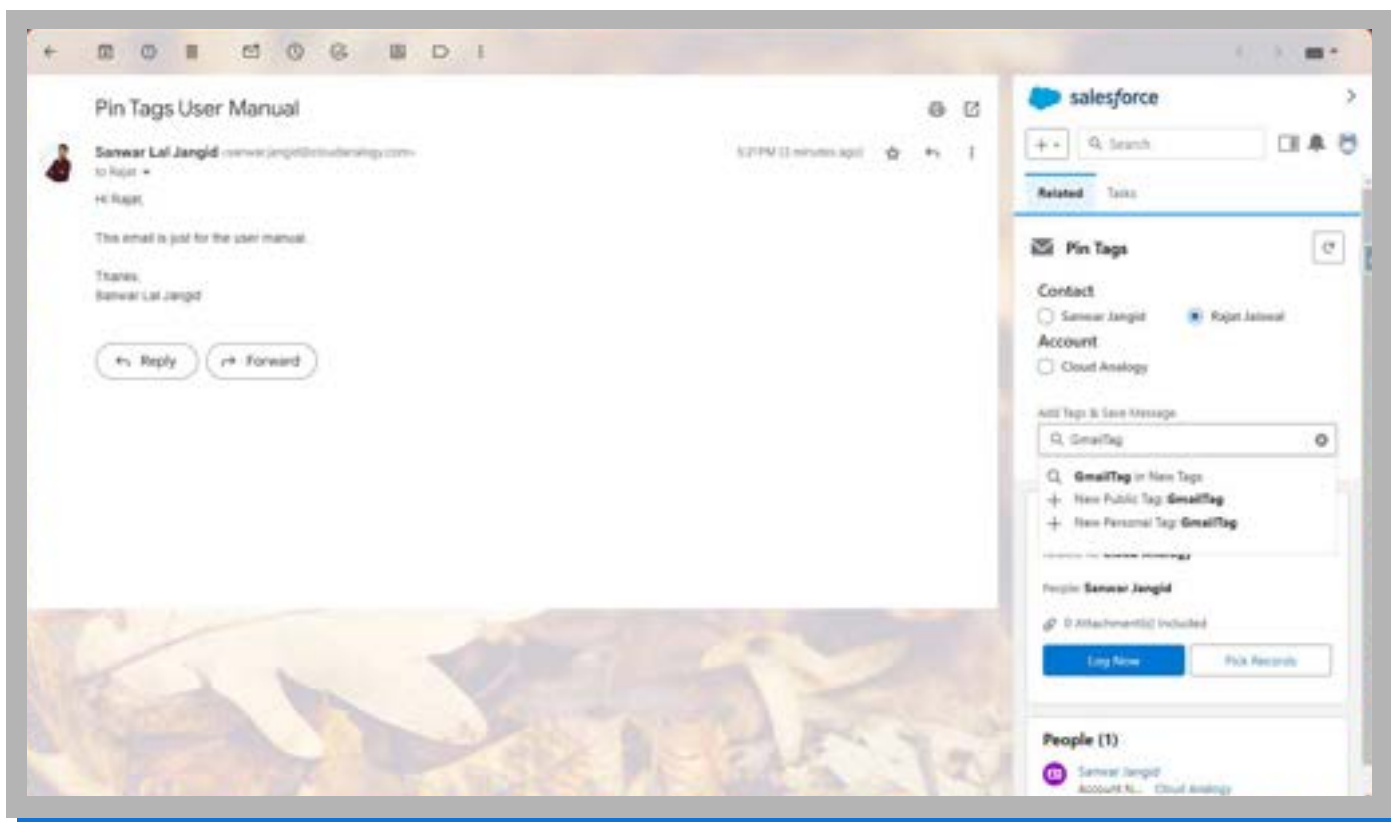 Pin Tags User Manual
Sanwar Lal Jangid
to Rajat
Hi Rajat,
This email is just for the user manual.
Thanks,
Sanwar Lal Jangid
Reply
Forward
salesforce
Search
Related Tasks
Pin Tags
Contact
Sanwar Jangid Rajat Jaiswal
Account
Cloud Analogy
Add Tags & Save Message
GmailTag
GmailTag in New Tags
New Public Tag: GmailTag
New Personal Tag: GmailTag
People: Sanwar Jangid
0 Attachment(s) Included
Log Now Pick Records
People (1)
Sanwar Jangid
Account N... Cloud Analogy